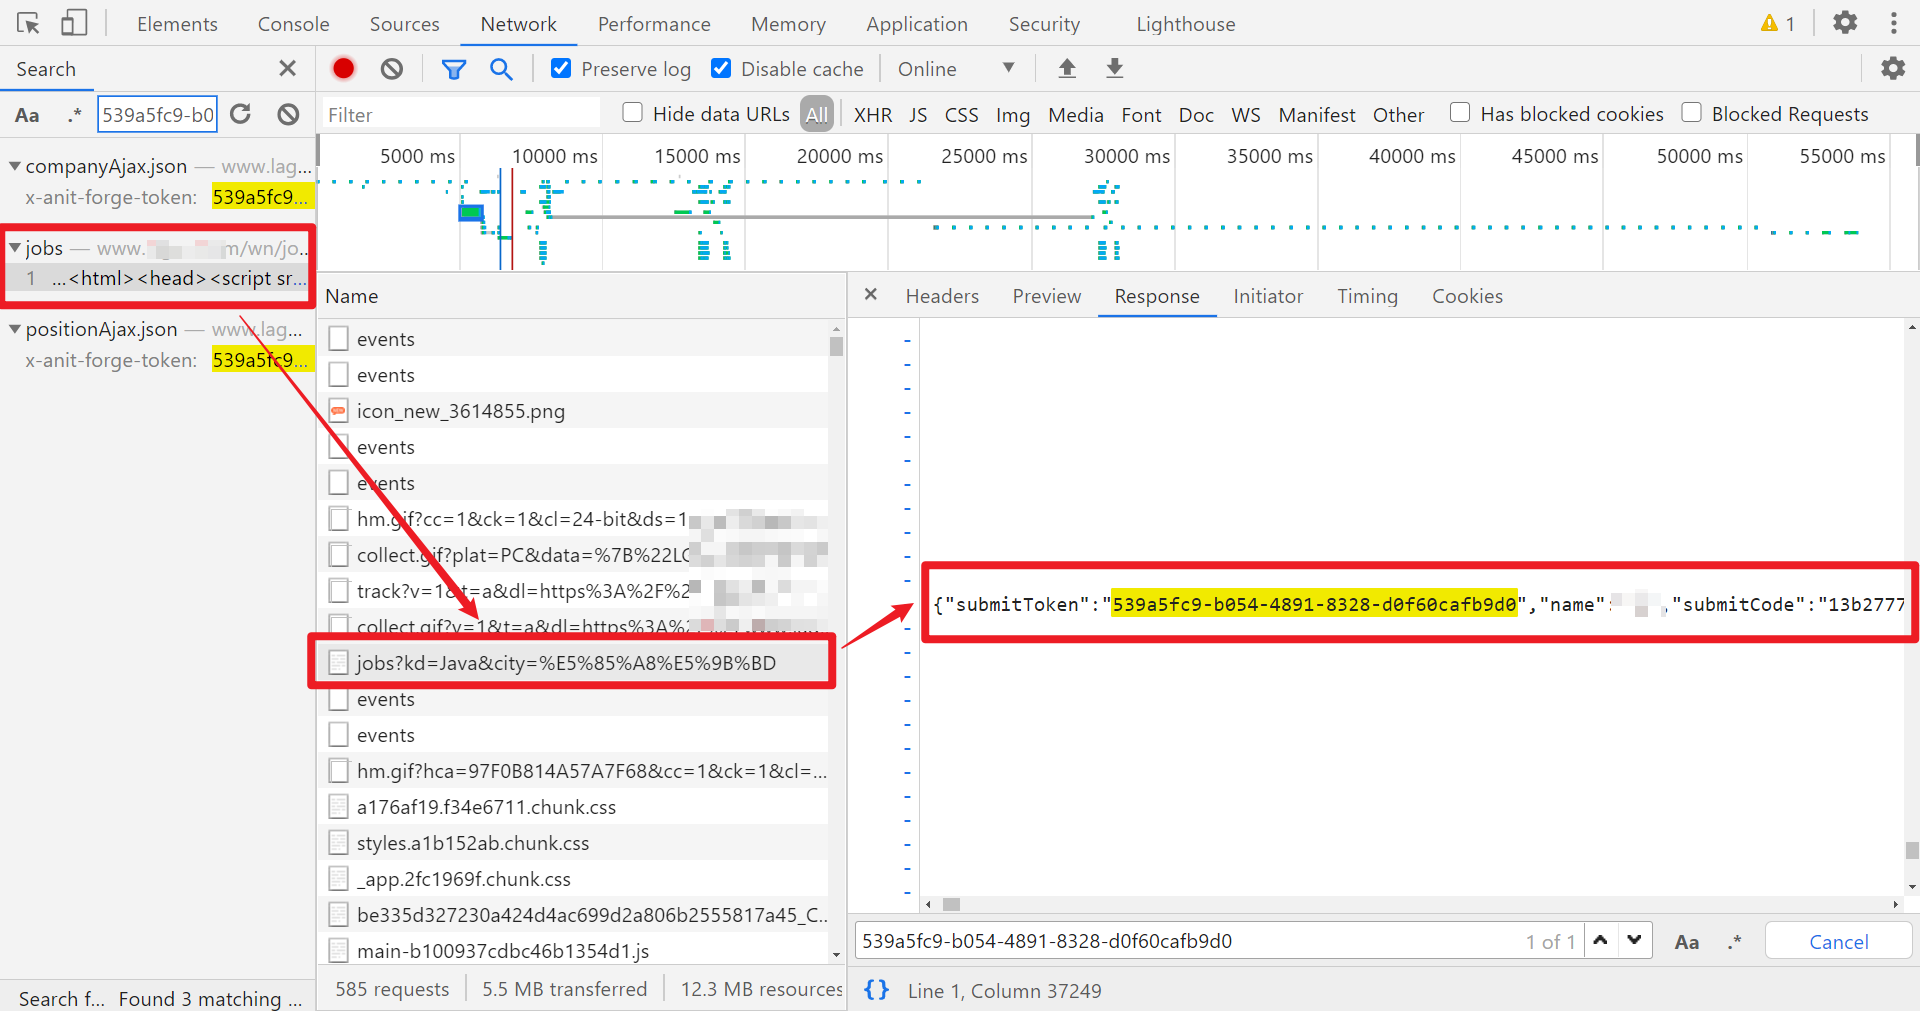 Elements Console Sources Network Performance Memory Application Security Lighthouse 1
Search
Preserve log Disable cache Online
Aa .* 539a5fc9-b0
Filter Hide data URLs All XHR JS CSS Img Media Font Doc WS Manifest Other Has blocked cookies Blocked Requests
5000 ms 10000 ms 15000 ms 20000 ms 25000 ms 30000 ms 35000 ms 40000 ms 45000 ms 50000 ms 55000 ms
companyAjax.json — www.lag...
x-anit-forge-token: 539a5fc9...
jobs — www. m/wn/jo...
1 ...<html><head><script sr...
positionAjax.json — www.lag...
x-anit-forge-token: 539a5fc9...
Search f... Found 3 matching ...
Name
events
events
icon_new_3614855.png
events
events
hm.gif?cc=1&ck=1&cl=24-bit&ds=1
collect.gif?plat=PC&data=%7B%22LC
track?v=1&t=a&dl=https%3A%2F%2
collect.gif?v=1&t=a&dl=https%3A%2
jobs?kd=Java&city=%E5%85%A8%E5%9B%BD
events
events
hm.gif?hca=97F0B814A57A7F68&cc=1&ck=1&cl=...
a176af19.f34e6711.chunk.css
styles.a1b152ab.chunk.css
_app.2fc1969f.chunk.css
be335d327230a424d4ac699d2a806b2555817a45_C...
main-b100937cdbc46b1354d1.js
585 requests 5.5 MB transferred 12.3 MB resources
Headers Preview Response Initiator Timing Cookies
{"submitToken":"539a5fc9-b054-4891-8328-d0f60cafb9d0","name": ,"submitCode":"13b2777
539a5fc9-b054-4891-8328-d0f60cafb9d0 1 of 1 Aa .* Cancel
{} Line 1, Column 37249